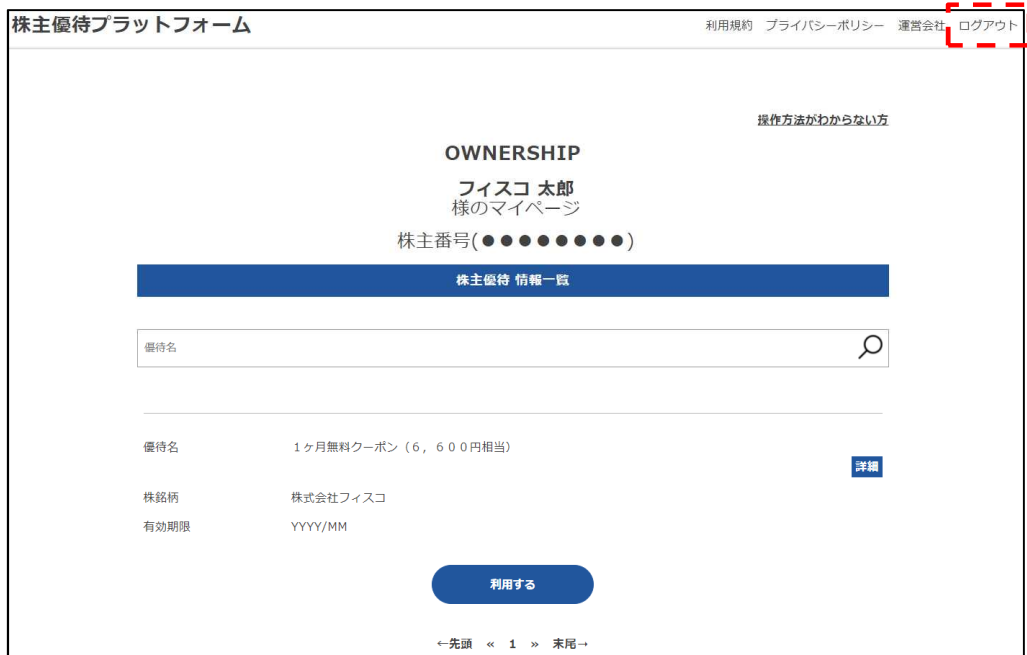 株主優待プラットフォーム
利用規約 プライバシーポリシー 運営会社 ログアウト
操作方法がわからない方
OWNERSHIP
フィスコ 太郎
様のマイページ
株主番号(●●●●●●●●)
株主優待 情報一覧
優待名
優待名 1ヶ月無料クーポン（6，600円相当）
詳細
株銘柄 株式会社フィスコ
有効期限 YYYY/MM
利用する
←先頭 « 1 » 末尾→